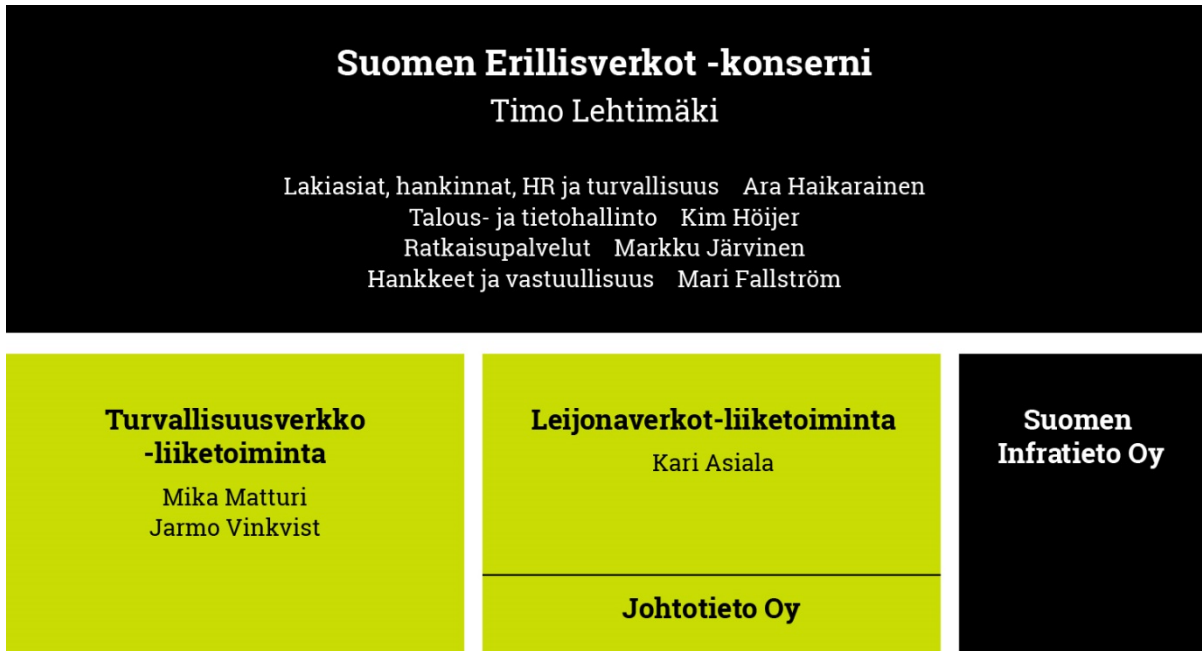 Suomen Erillisverkot -konserni
Timo Lehtimäki
Lakiasiat, hankinnat, HR ja turvallisuus Ara Haikarainen
Talous- ja tietohallinto Kim Höijer
Ratkaisupalvelut Markku Järvinen
Hankkeet ja vastuullisuus Mari Fallström
Turvallisuusverkko
-liiketoiminta
Mika Matturi
Jarmo Vinkvist
Leijonaverkot-liiketoiminta
Kari Asiala
Johtotieto Oy
Suomen
Infratieto Oy